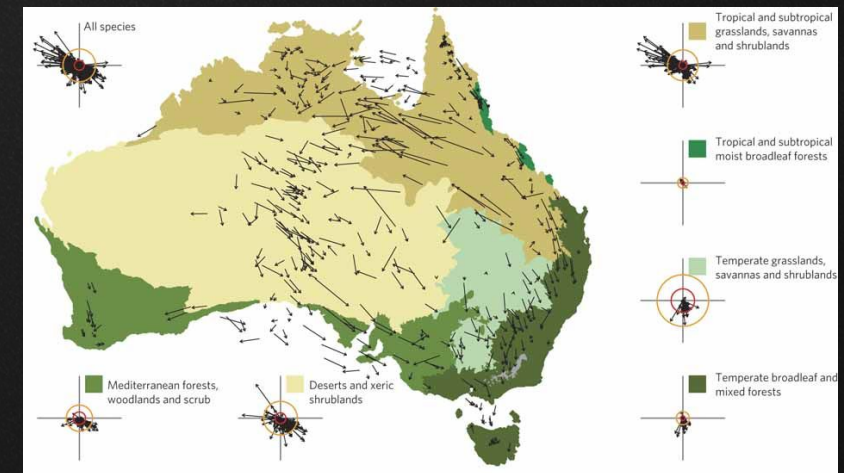 All species
Tropical and subtropical
grasslands, savannas
and shrublands
Tropical and subtropical
moist broadleaf forests
Temperate grasslands,
savannas and shrublands
Mediterranean forests,
woodlands and scrub
Deserts and xeric
shrublands
Temperate broadleaf and
mixed forests